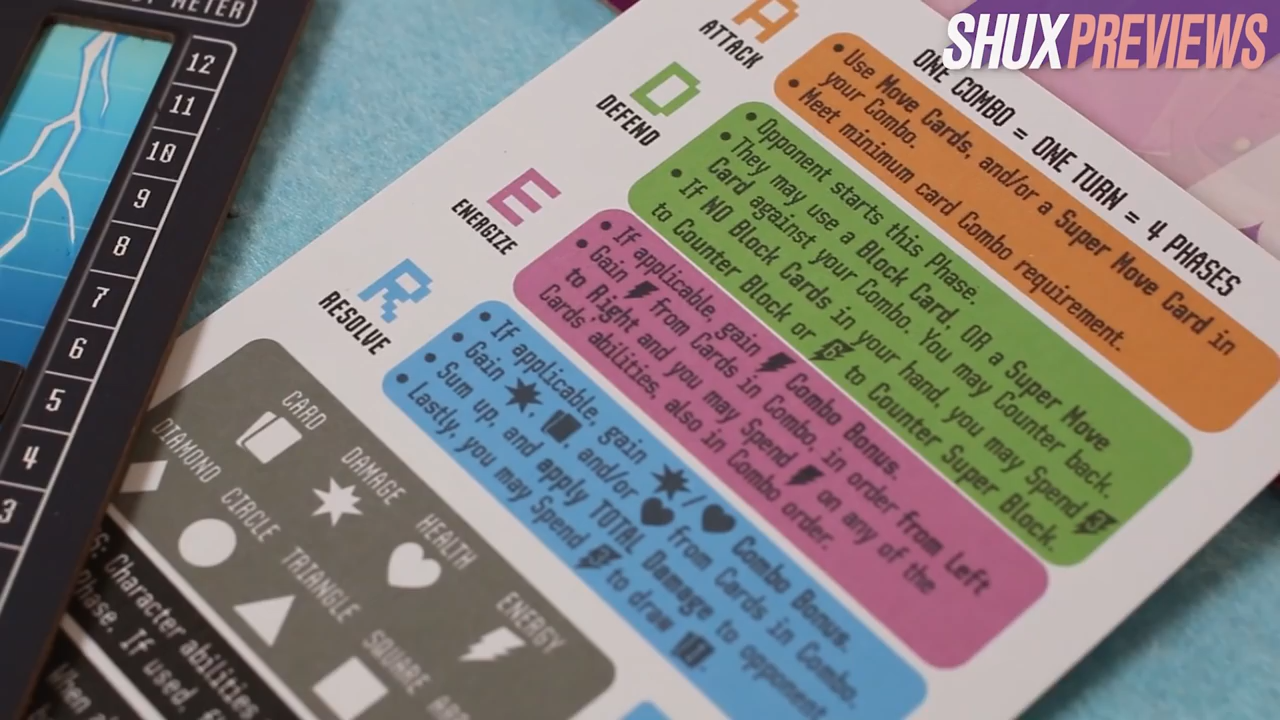 SHUX PREVIEWS
METER
12
11
10
9
8
7
6
5
4
3
ONE COMBO = ONE TURN = 4 PHASES
A
ATTACK
• Use Move Cards, and/or a Super Move Card in
your Combo.
• Meet minimum card Combo requirement.
D
DEFEND
• Opponent starts this Phase.
• They may use a Block Card, OR a Super Move
Card against your Combo. You may Counter back.
• If NO Block Cards in your hand, you may Spend
to Counter Block or to Counter Super Block.
E
ENERGIZE
• If applicable, gain Combo Bonus.
• Gain from Cards in Combo, in order from Left
to Right and you may Spend on any of the
Cards abilities, also in Combo order.
R
RESOLVE
• If applicable, gain / Combo Bonus.
• Gain , , and/or from Cards in Combo.
• Sum up, and apply TOTAL Damage to opponent.
• Lastly, you may Spend to draw .
CARD
DAMAGE
HEALTH
ENERGY
DIAMOND
CIRCLE
TRIANGLE
SQUARE
Character abilities
Phase. If used,
When